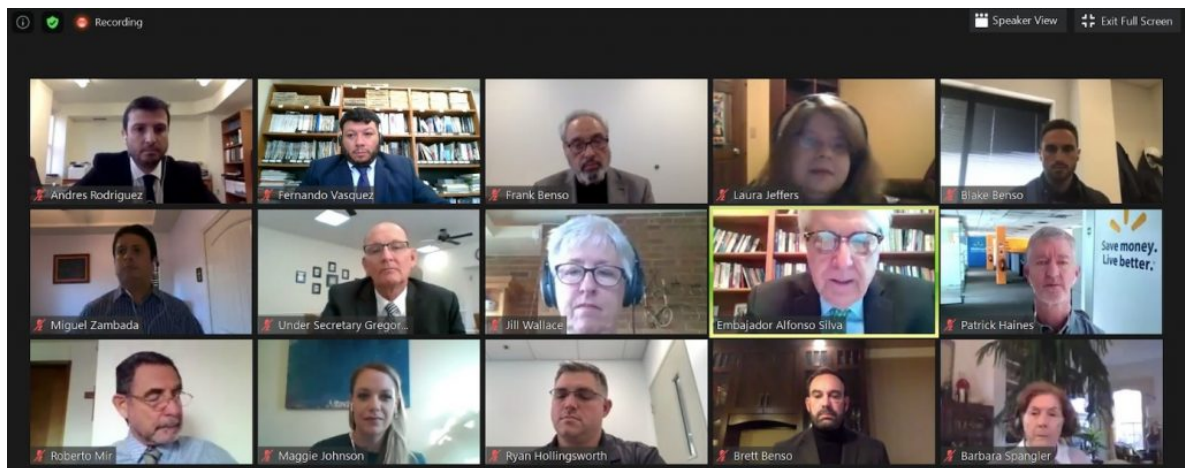 Recording
Speaker View
Exit Full Screen
Andres Rodriguez
Fernando Vasquez
Frank Benso
Laura Jeffers
Blake Benso
Miguel Zambada
Under Secretary Gregor...
Jill Wallace
Embajador Alfonso Silva
Save money.
Live better.
Patrick Haines
Roberto Mir
Maggie Johnson
Ryan Hollingsworth
Brett Benso
Barbara Spangler